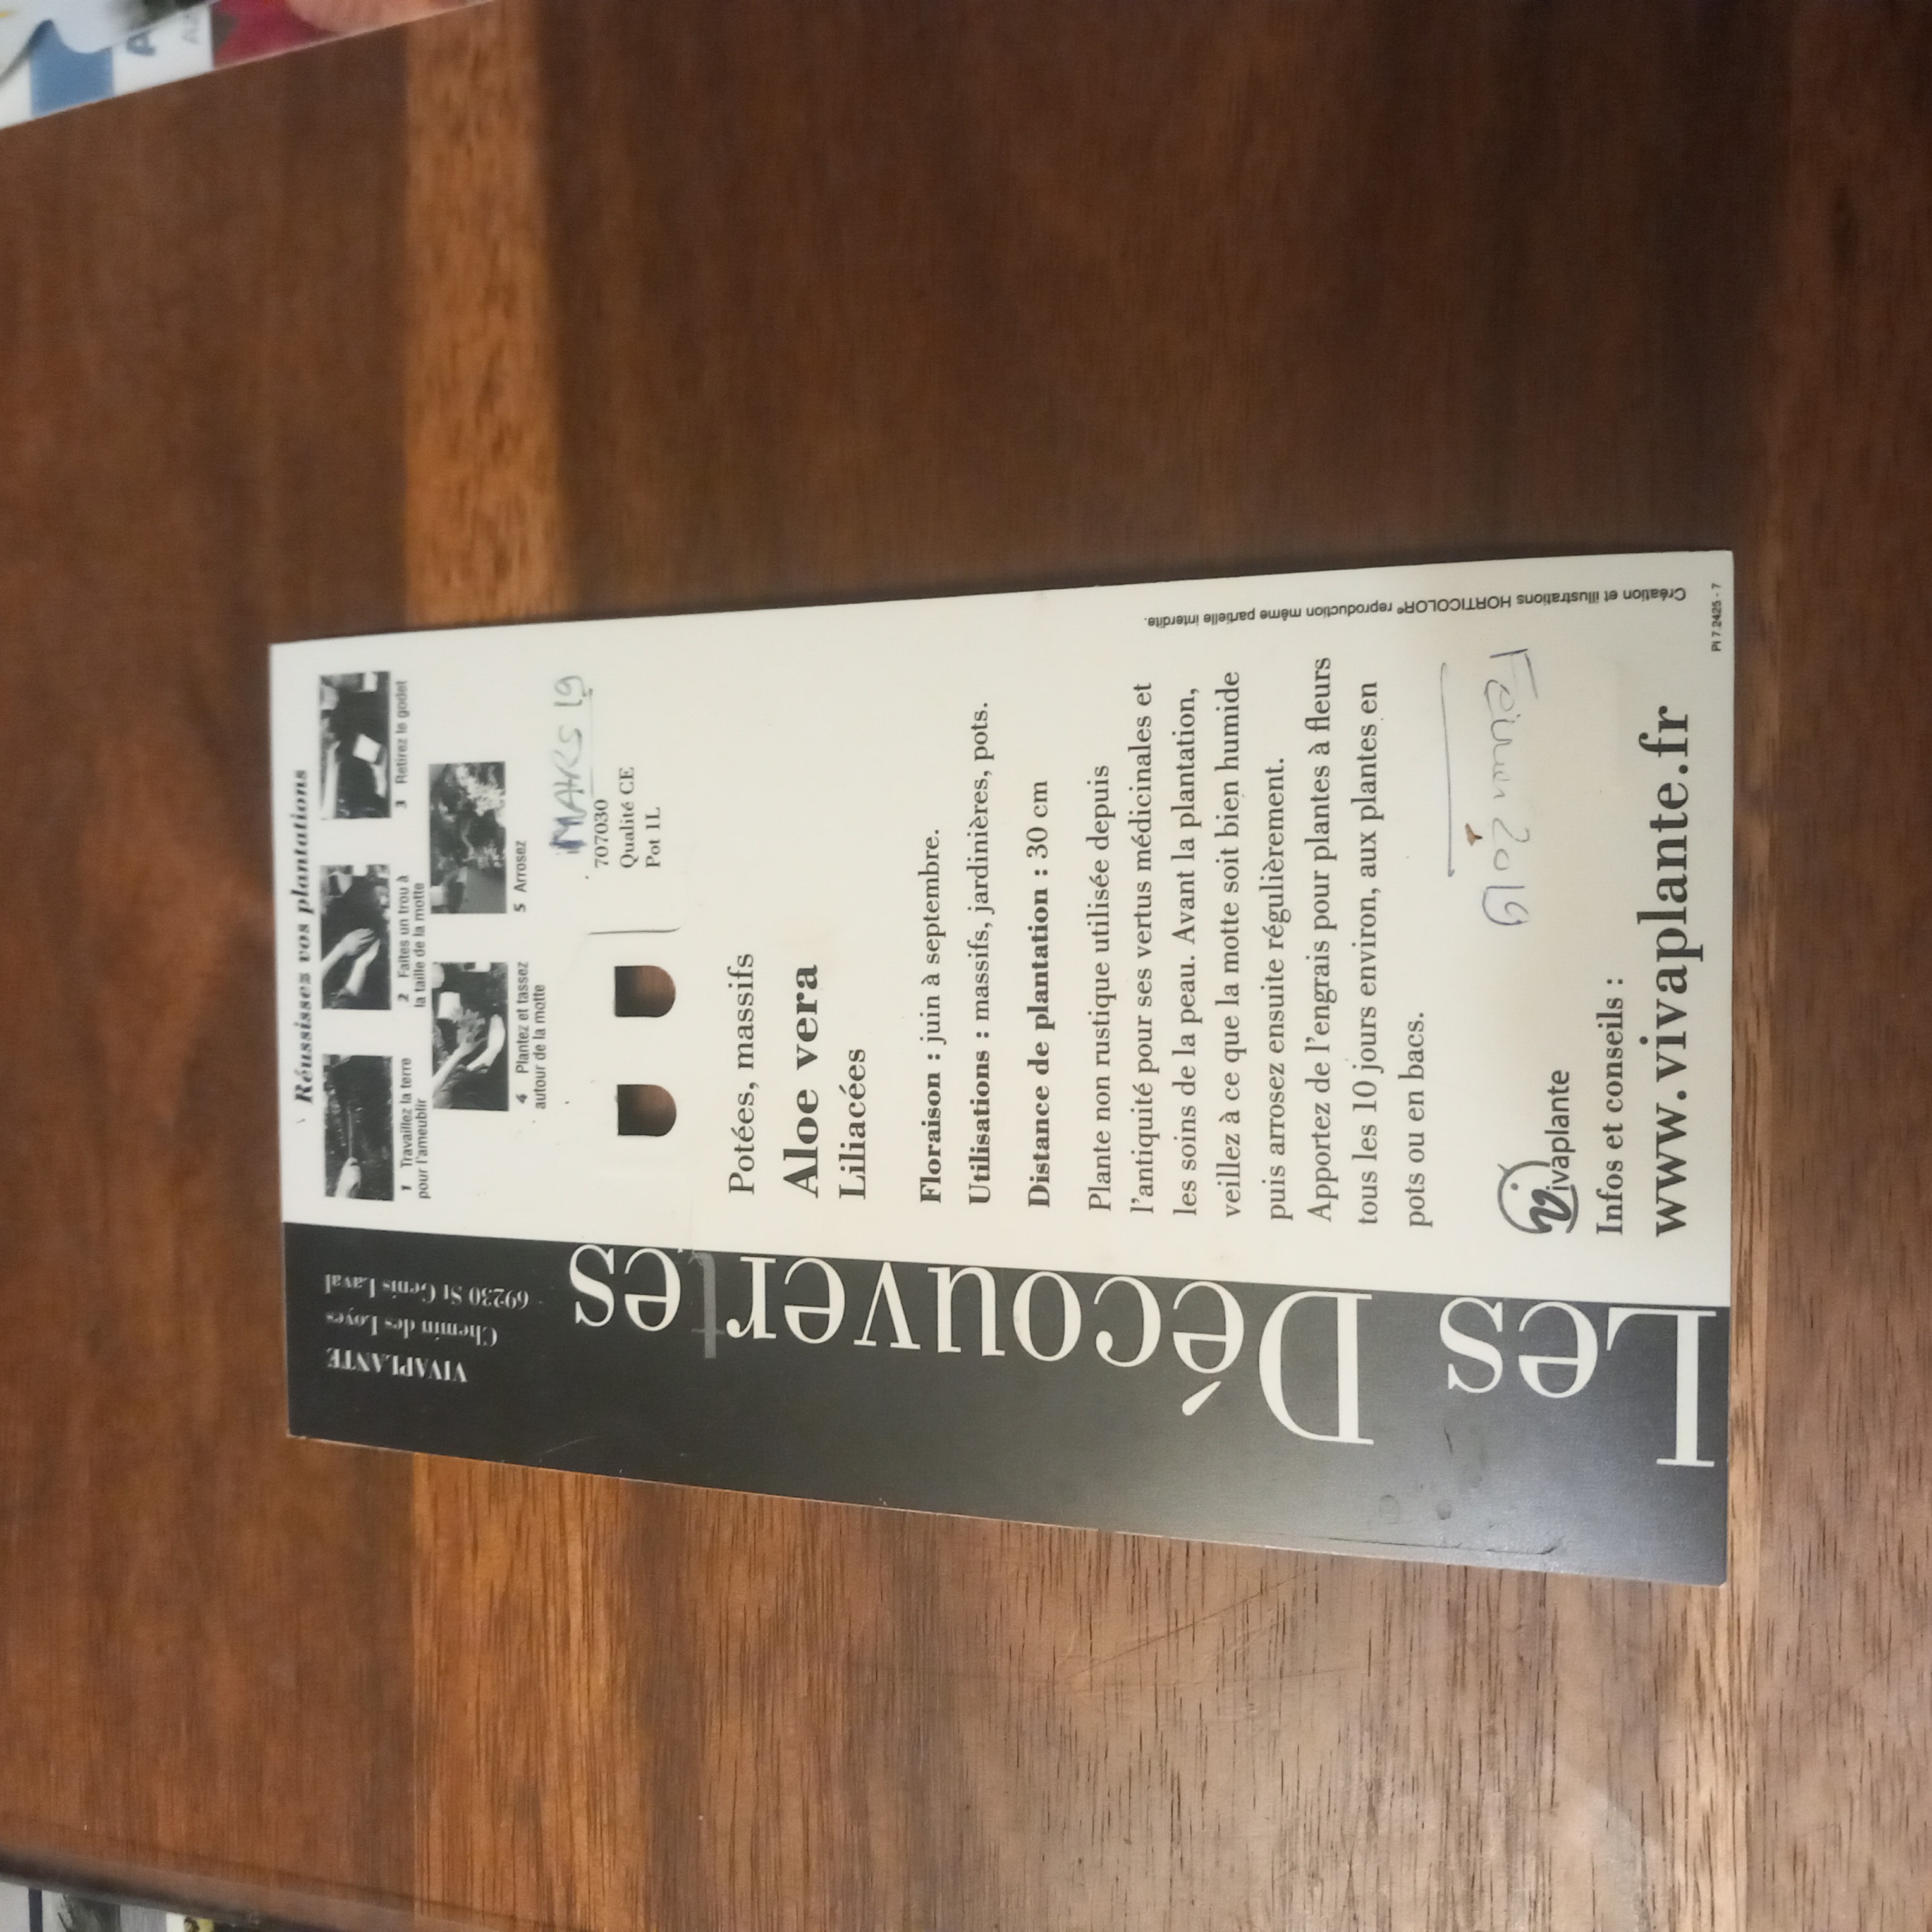 Réussissez vos plantations
1 Travaillez la terre
pour l'ameublir
2 Faites un trou à
la taille de la motte
3 Retirez le godet
4 Plantez et tassez
autour de la motte
5 Arrosez
MARS 19
7077030
Qualité CE
Pot 1L
Potées, massifs
Aloe vera
Liliacées
Floraison : juin à septembre.
Utilisations : massifs, jardinières, pots.
Distance de plantation : 30 cm
Plante non rustique utilisée depuis
l'antiquité pour ses vertus médicinales et
les soins de la peau. Avant la plantation,
veillez à ce que la motte soit bien humide
puis arrosez ensuite régulièrement.
Apportez de l'engrais pour plantes à fleurs
tous les 10 jours environ, aux plantes en
pots ou en bacs.
2019
vivaplante
Infos et conseils :
www.vivaplante.fr
Création et illustrations HORTICOLOR® reproduction même partielle interdite.
PI 7.2425 - 7
Les Découvertes
VIVAPLANTE
Chemin des Loyes
69230 St Genis Laval